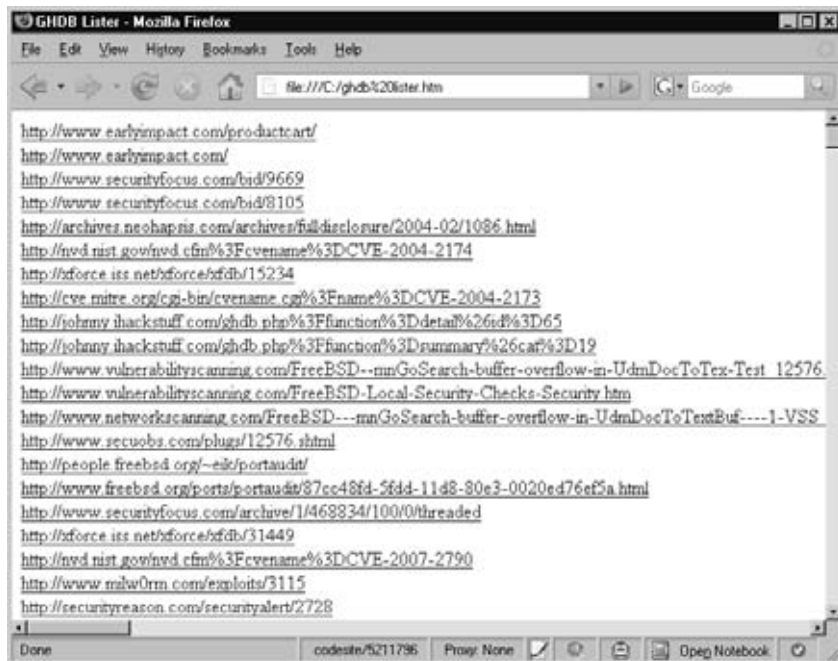 GHDB Lister - Mozilla Firefox
File Edit View History Bookmarks Tools Help
file:///C:/ghdb%20lister.htm
G Google
http://www.earlyimpact.com/productcart/
http://www.earlyimpact.com/
http://www.securityfocus.com/bid/9669
http://www.securityfocus.com/bid/8105
http://archives.neohapsis.com/archives/fulldisclosure/2004-02/1086.html
http://nvd.nist.gov/nvd.cfm%3Fcvename%3DCVE-2004-2174
http://xforce.iss.net/xforce/xfdb/15234
http://cve.mitre.org/cgi-bin/cvename.cgi%3Fname%3DCVE-2004-2173
http://johnny.ihackstuff.com/ghdb.php%3Ffunction%3Ddetail%26id%3D65
http://johnny.ihackstuff.com/ghdb.php%3Ffunction%3Dsummary%26cat%3D19
http://www.vulnerabilityscanning.com/FreeBSD--mnGoSearch-buffer-overflow-in-UdmDocToTex-Test_12576.
http://www.vulnerabilityscanning.com/FreeBSD-Local-Security-Checks-Security.htm
http://www.networkscanning.com/FreeBSD---mnGoSearch-buffer-overflow-in-UdmDocToTextBuf----1-VSS
http://www.secuobs.com/plugs/12576.shtml
http://people.freebsd.org/~eik/portaudit/
http://www.freebsd.org/ports/portaudit/87cc48fd-5fdd-11d8-80e3-0020ed76ef5a.html
http://www.securityfocus.com/archive/1/468834/100/0/threaded
http://xforce.iss.net/xforce/xfdb/31449
http://nvd.nist.gov/nvd.cfm%3Fcvename%3DCVE-2007-2790
http://www.milw0rm.com/exploits/3115
http://securityreason.com/securityalert/2728
Done codesite/5211796 Proxy: None Open Notebook